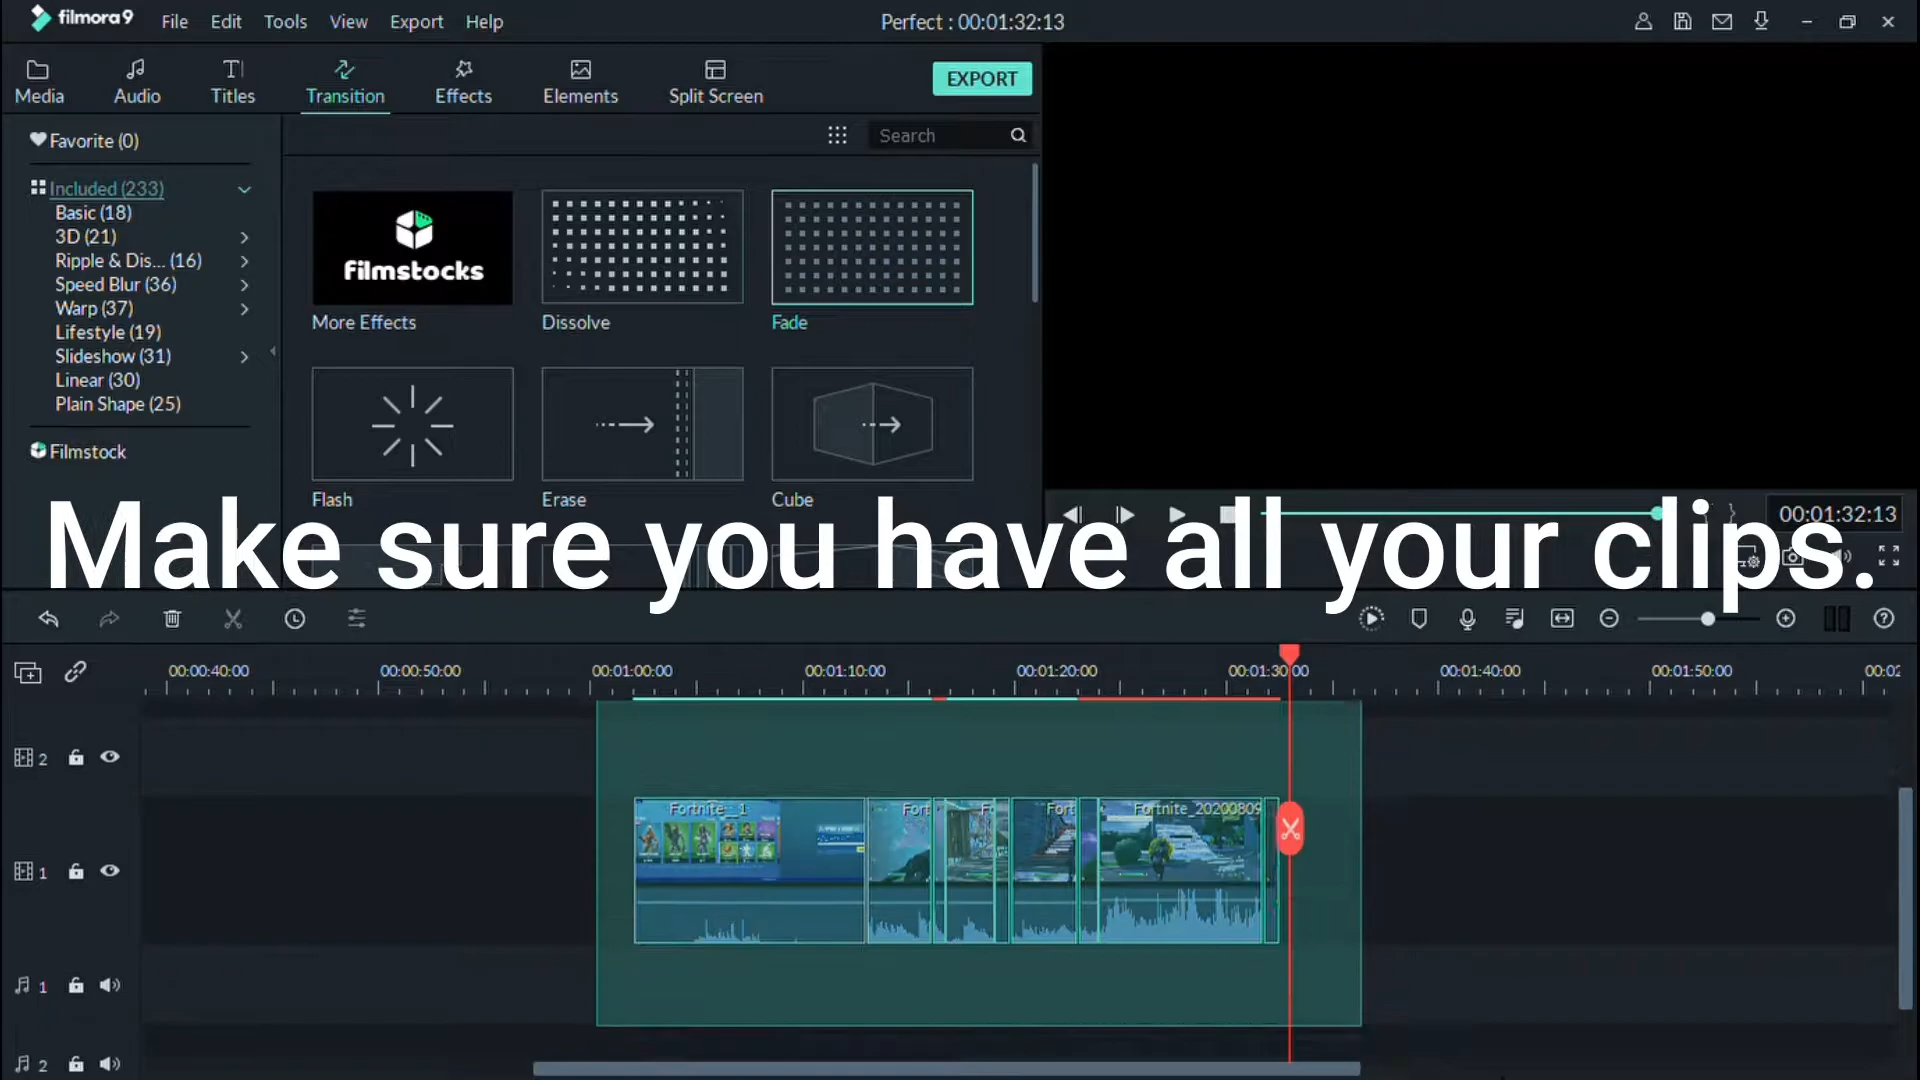 filmora9 File Edit Tools View Export Help Perfect : 00:01:32:13
Media Audio Titles Transition Effects Elements Split Screen EXPORT
Favorite (0)
Search
Included (233)
Basic (18)
3D (21)
Ripple & Dis... (16)
Speed Blur (36)
Warp (37)
Lifestyle (19)
Slideshow (31)
Linear (30)
Plain Shape (25)
Filmstock
filmstocks
More Effects Dissolve Fade
Flash Erase Cube
00:01:32:13
Make sure you have all your clips.
00:00:40:00 00:00:50:00 00:01:00:00 00:01:10:00 00:01:20:00 00:01:30:00 00:01:40:00 00:01:50:00 00:02
2
Fortnite_1 Fort Fo Fort Fortnite_20200809
1
1
2